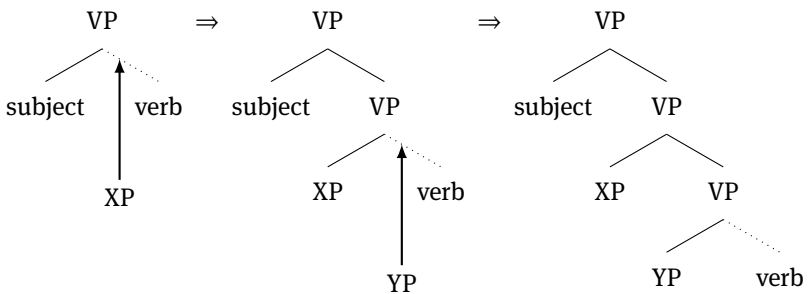 VP ⇒ VP ⇒ VP
subject verb subject VP subject VP
XP XP verb XP VP
YP YP verb